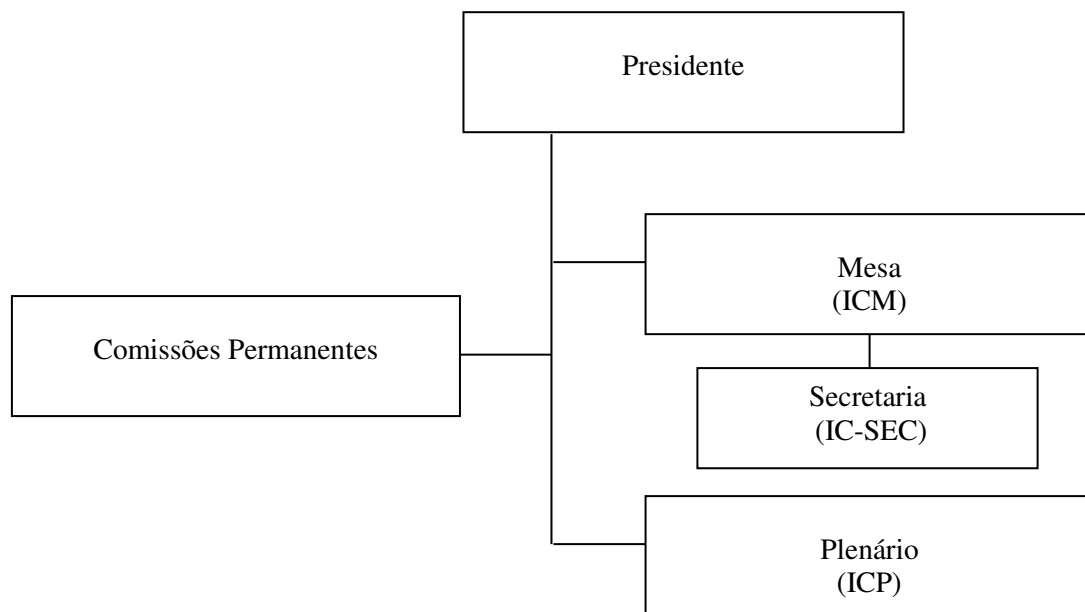 Presidente
Mesa
(ICM)
Comissões Permanentes
Secretaria
(IC-SEC)
Plenário
(ICP)